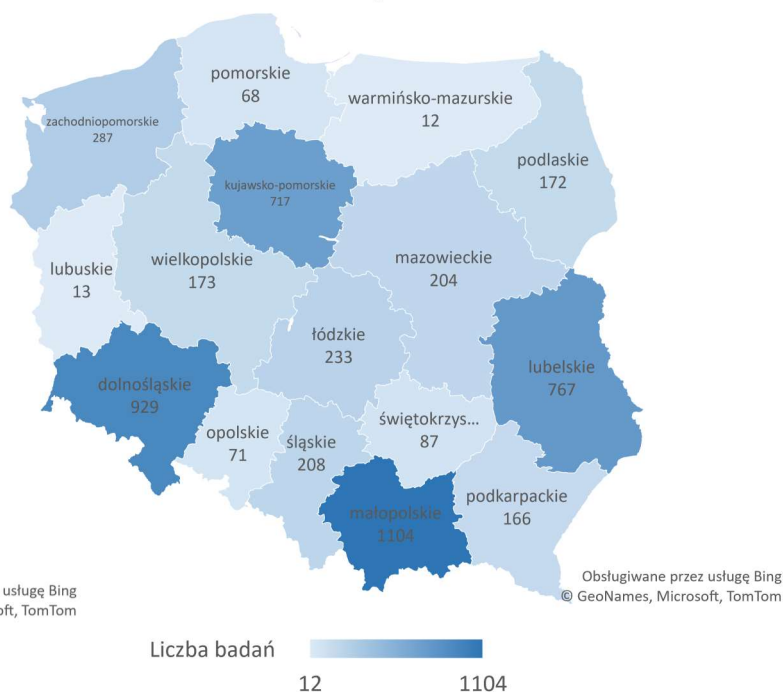 pomorskie
68
warmińsko-mazurskie
12
zachodniopomorskie
287
podlaskie
172
kujawsko-pomorskie
717
wielkopolskie
173
mazowieckie
204
lubuskie
13
łódzkie
233
lubelskie
767
dolnośląskie
929
świętokrzys...
87
opolskie
71
śląskie
208
podkarpackie
166
małopolskie
1104
usługę Bing
oft, TomTom
Obsługiwane przez usługę Bing
© GeoNames, Microsoft, TomTom
Liczba badań
12
1104